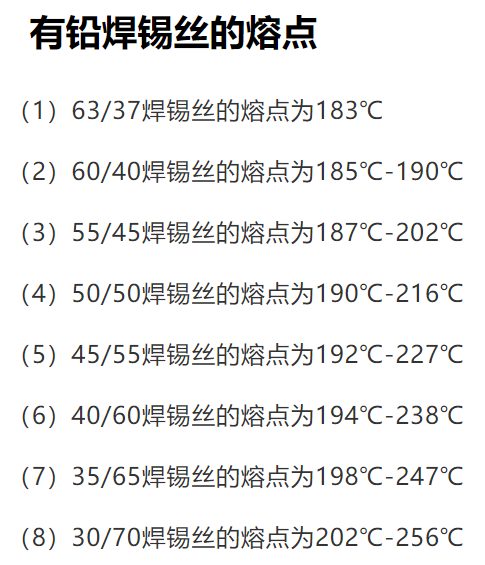 有铅焊锡丝的熔点
（1）63/37焊锡丝的熔点为183℃
（2）60/40焊锡丝的熔点为185℃-190℃
（3）55/45焊锡丝的熔点为187℃-202℃
（4）50/50焊锡丝的熔点为190℃-216℃
（5）45/55焊锡丝的熔点为192℃-227℃
（6）40/60焊锡丝的熔点为194℃-238℃
（7）35/65焊锡丝的熔点为198℃-247℃
（8）30/70焊锡丝的熔点为202℃-256℃